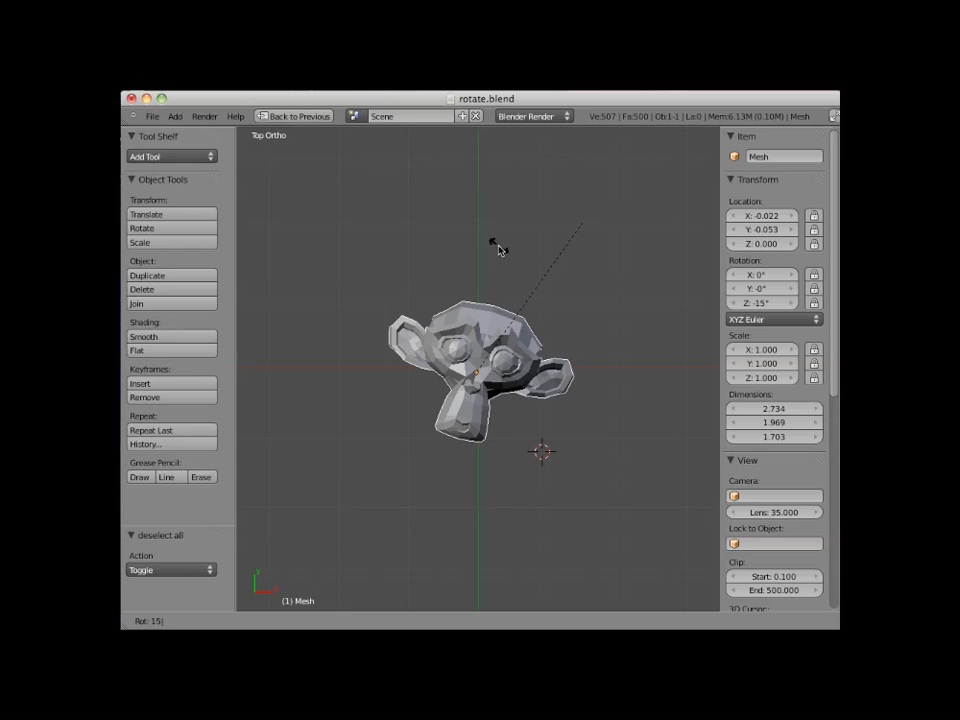 rotate.blend
File Add Render Help Back to Previous Scene Blender Render Ve:507 | Fa:500 | Ob:1-1 | La:0 | Mem:6.13M (0.10M) | Mesh
Tool Shelf
Add Tool
Object Tools
Transform:
Translate
Rotate
Scale
Object:
Duplicate
Delete
Join
Shading:
Smooth
Flat
Keyframes:
Insert
Remove
Repeat:
Repeat Last
History...
Grease Pencil:
Draw Line Erase
deselect all
Action
Toggle
Top Ortho
y
x
(1) Mesh
Item
Mesh
Transform
Location:
X: -0.022
Y: -0.053
Z: 0.000
Rotation:
X: 0°
Y: -0°
Z: -15°
XYZ Euler
Scale:
X: 1.000
Y: 1.000
Z: 1.000
Dimensions:
2.734
1.969
1.703
View
Camera:
Lens: 35.000
Lock to Object:
Clip:
Start: 0.100
End: 500.000
3D Cursor:
Rot: 15|